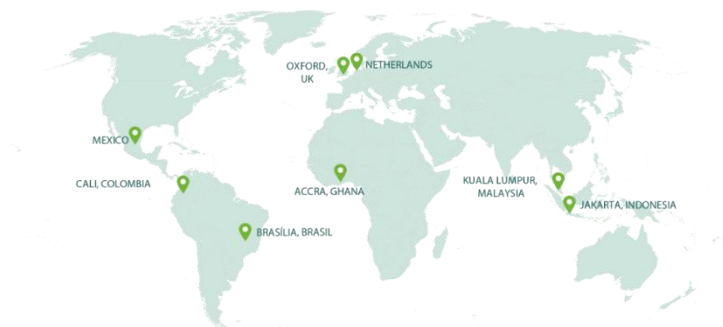 OXFORD,
UK
NETHERLANDS
MEXICO
CALI, COLOMBIA
ACCRA, GHANA
KUALA LUMPUR,
MALAYSIA
JAKARTA, INDONESIA
BRASÍLIA, BRASIL